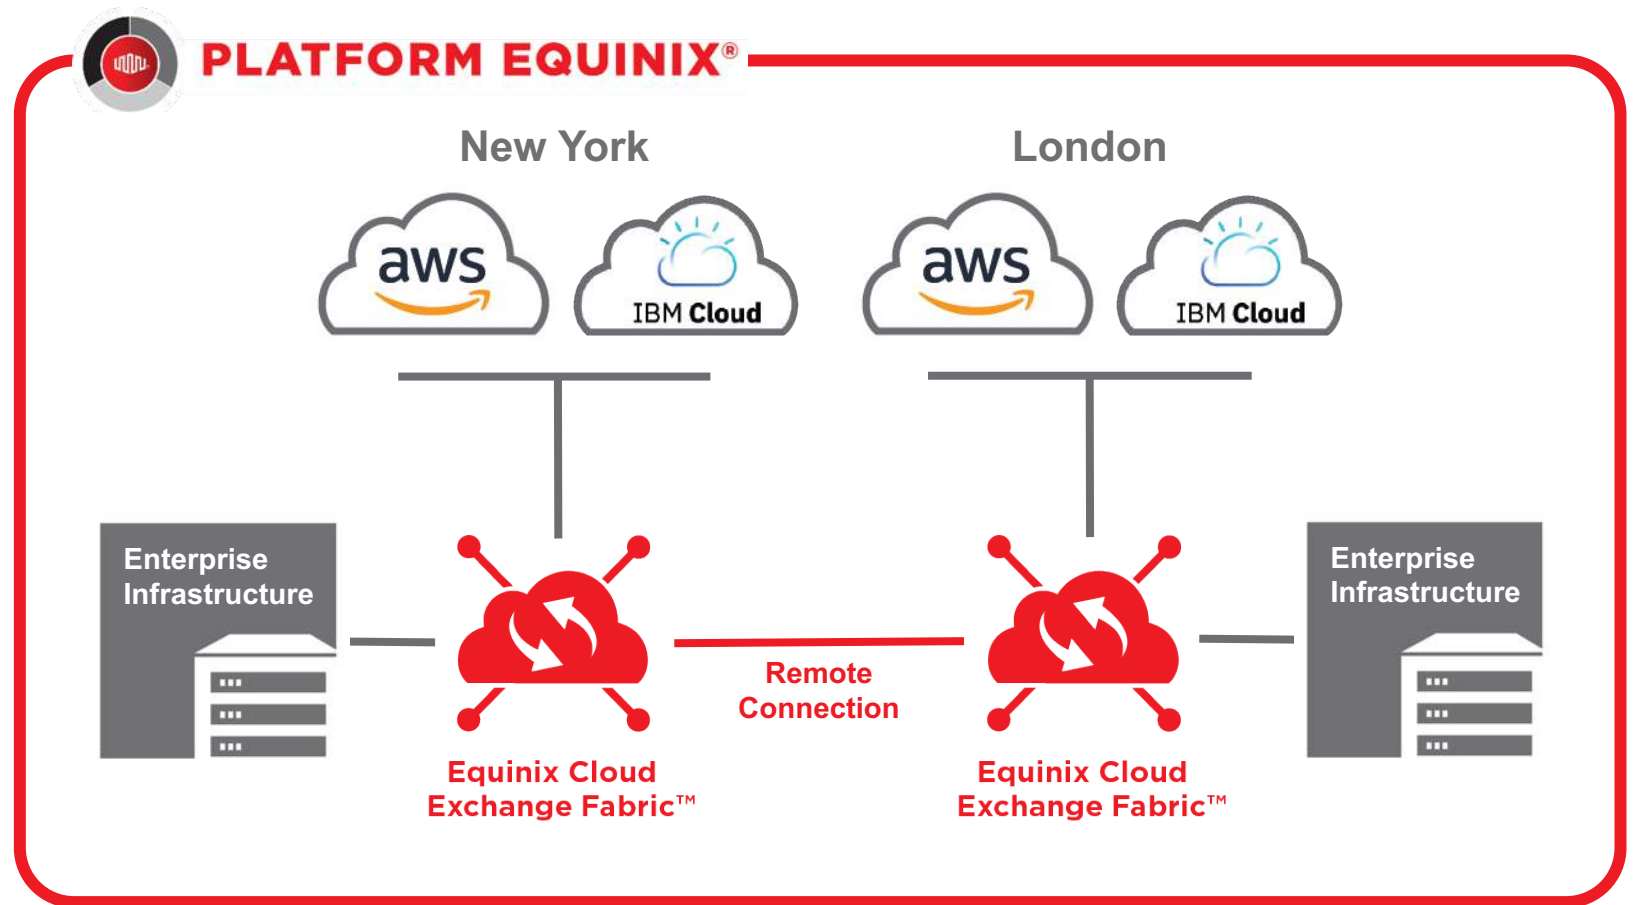 PLATFORM EQUINIX®
New York
London
aws
IBM Cloud
aws
IBM Cloud
Enterprise
Infrastructure
Enterprise
Infrastructure
Remote
Connection
Equinix Cloud
Exchange Fabric™
Equinix Cloud
Exchange Fabric™